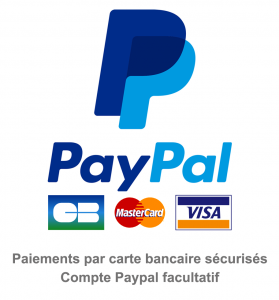 PayPal
CB MasterCard VISA
Paiements par carte bancaire sécurisés
Compte Paypal facultatif